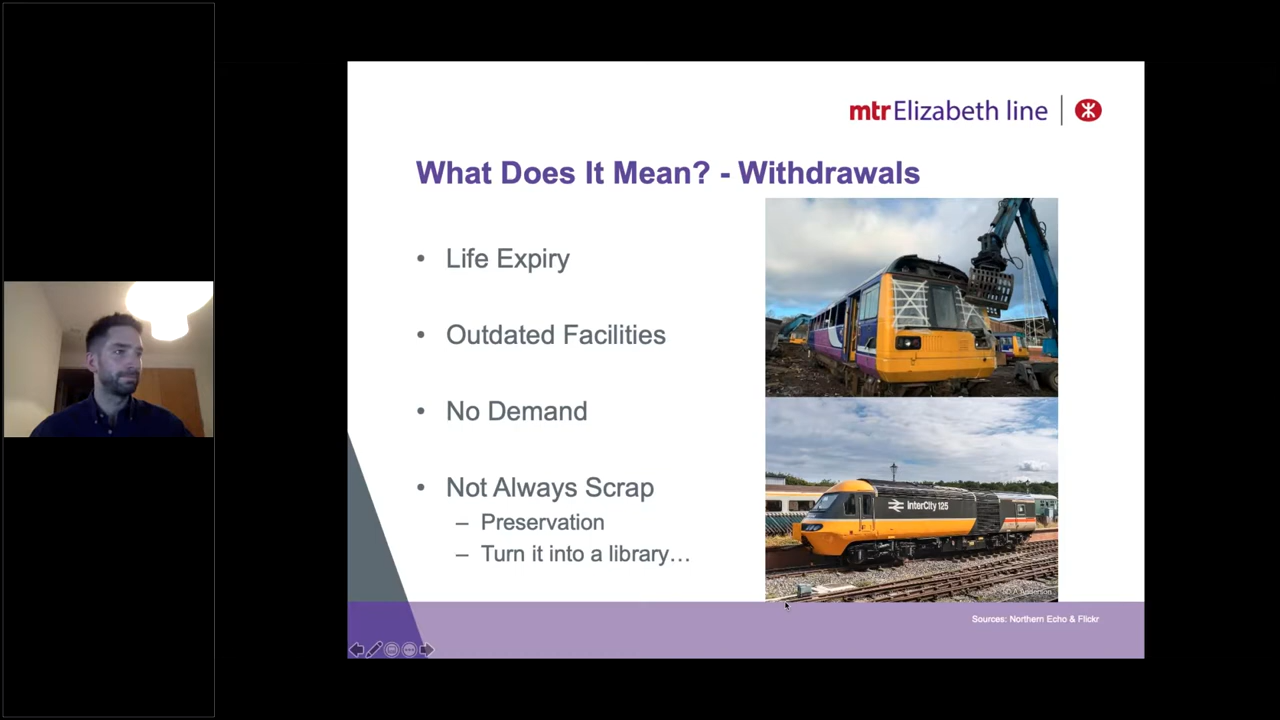 mtr Elizabeth line
What Does It Mean? - Withdrawals
• Life Expiry
• Outdated Facilities
• No Demand
• Not Always Scrap
– Preservation
– Turn it into a library…
InterCity 125
Sources: Northern Echo & Flickr